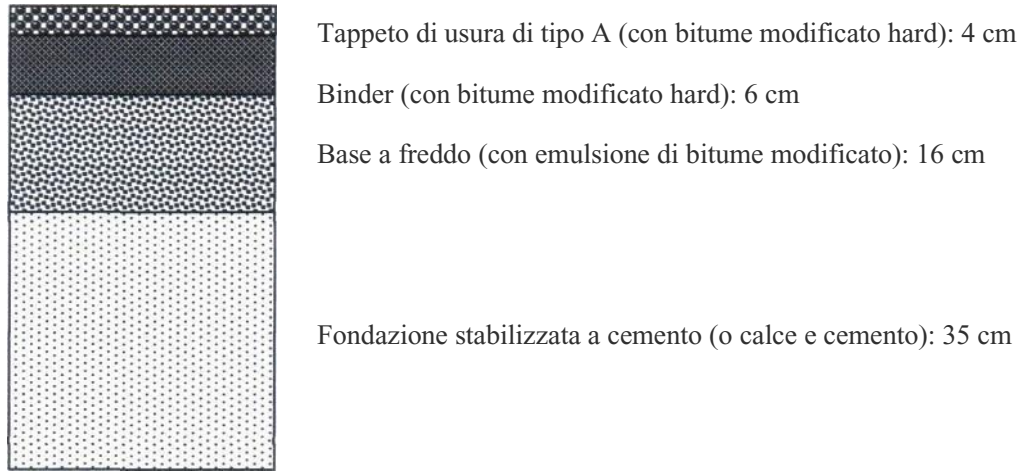 Tappeto di usura di tipo A (con bitume modificato hard): 4 cm
Binder (con bitume modificato hard): 6 cm
Base a freddo (con emulsione di bitume modificato): 16 cm
Fondazione stabilizzata a cemento (o calce e cemento): 35 cm